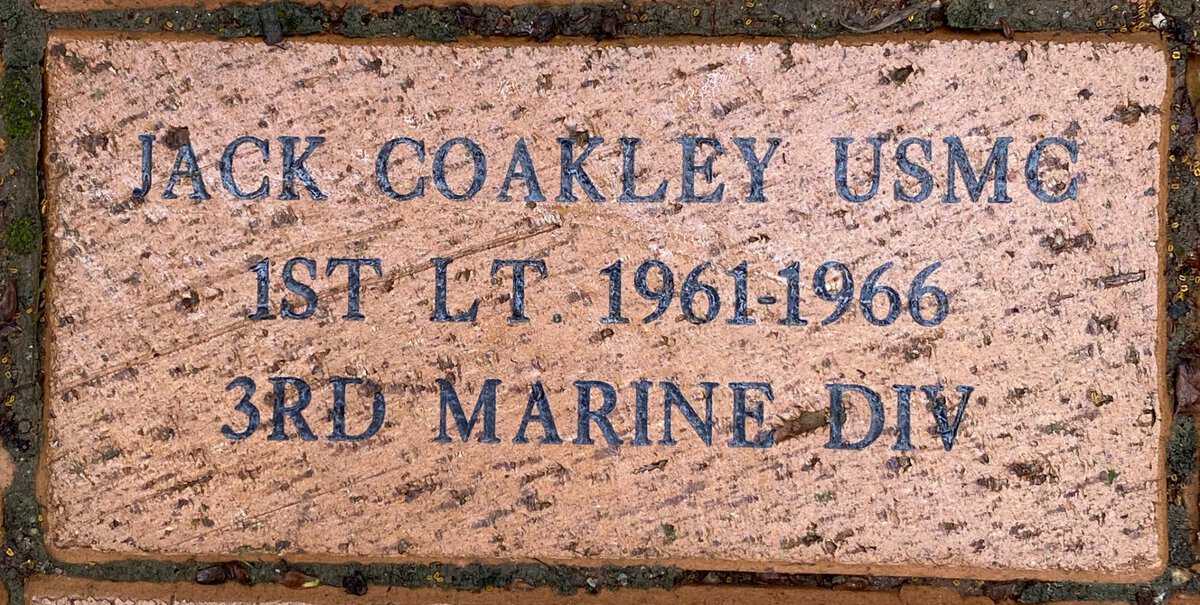 JACK COAKLEY USMC
1ST LT. 1961-1966
3RD MARINE DIV